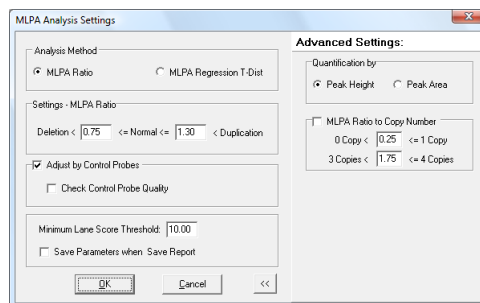 MLPA Analysis Settings
Analysis Method
MLPA Ratio
MLPA Regression T-Dist
Settings - MLPA Ratio
Deletion < 0.75 <= Normal <= 1.30 < Duplication
Adjust by Control Probes
Check Control Probe Quality
Minimum Lane Score Threshold: 10.00
Save Parameters when Save Report
OK
Cancel
<<
Advanced Settings:
Quantification by
Peak Height
Peak Area
MLPA Ratio to Copy Number
0 Copy < 0.25 <= 1 Copy
3 Copies < 1.75 <= 4 Copies